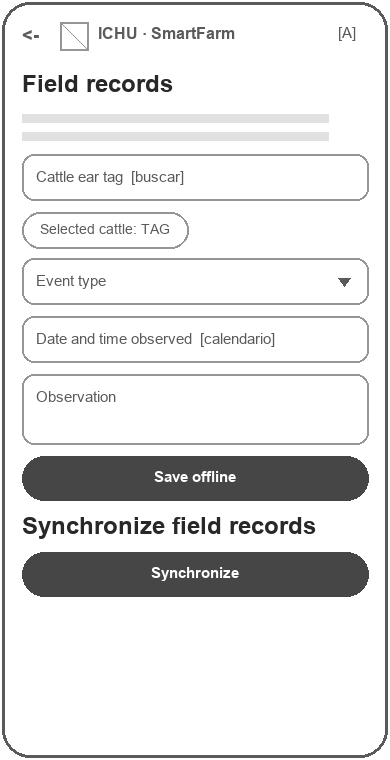 <- ICHU · SmartFarm [A]
Field records
Cattle ear tag [buscar]
Selected cattle: TAG
Event type
Date and time observed [calendario]
Observation
Save offline
Synchronize field records
Synchronize